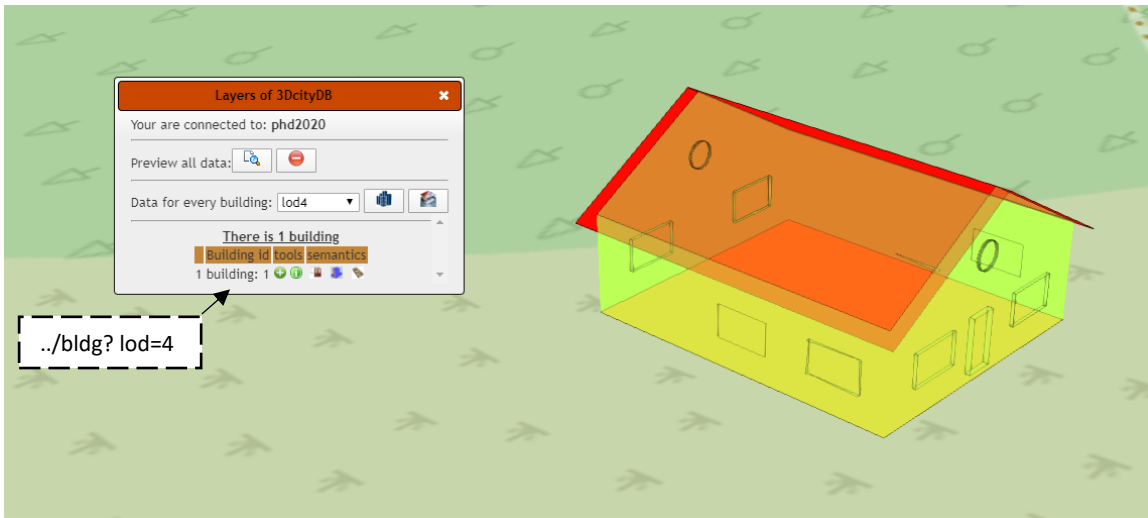 Layers of 3DcityDB
Your are connected to: phd2020
Preview all data:
Data for every building: lod4
There is 1 building
Building id tools semantics
1 building: 1
../bldg? lod=4